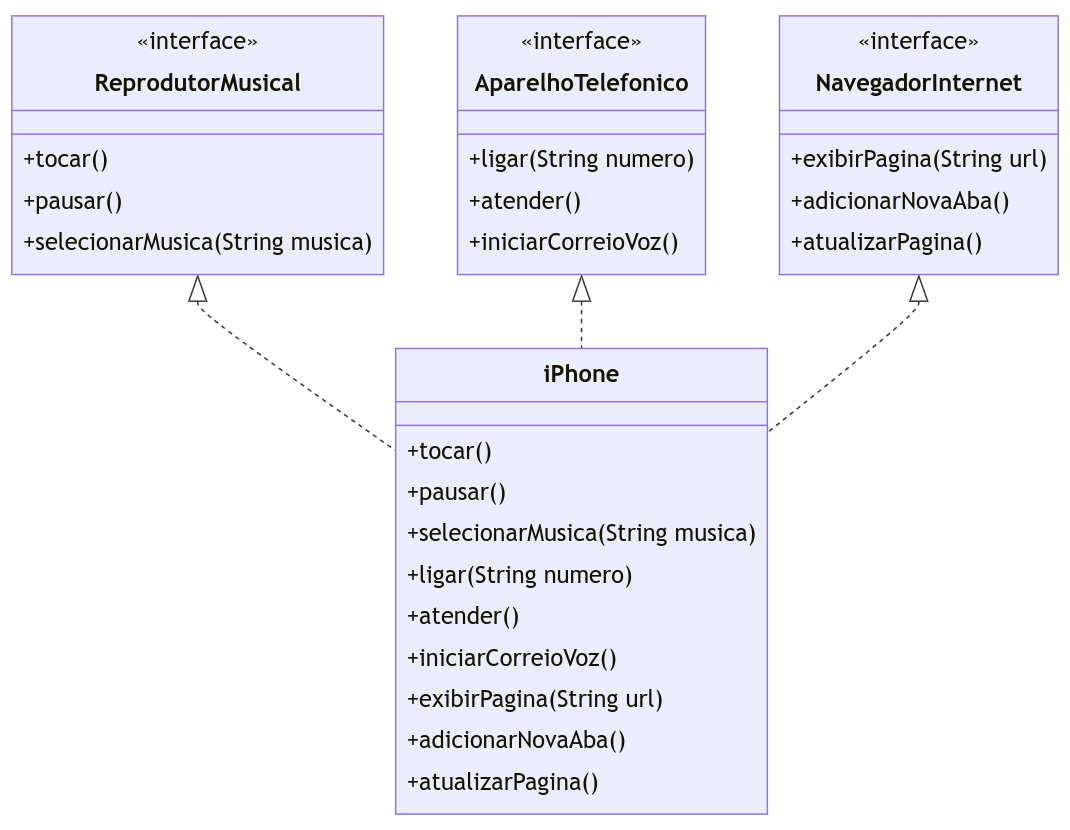 «interface»
ReprodutorMusical
+tocar()
+pausar()
+selecionarMusica(String musica)
«interface»
AparelhoTelefonico
+ligar(String numero)
+atender()
+iniciarCorreioVoz()
«interface»
NavegadorInternet
+exibirPagina(String url)
+adicionarNovaAba()
+atualizarPagina()
iPhone
+tocar()
+pausar()
+selecionarMusica(String musica)
+ligar(String numero)
+atender()
+iniciarCorreioVoz()
+exibirPagina(String url)
+adicionarNovaAba()
+atualizarPagina()